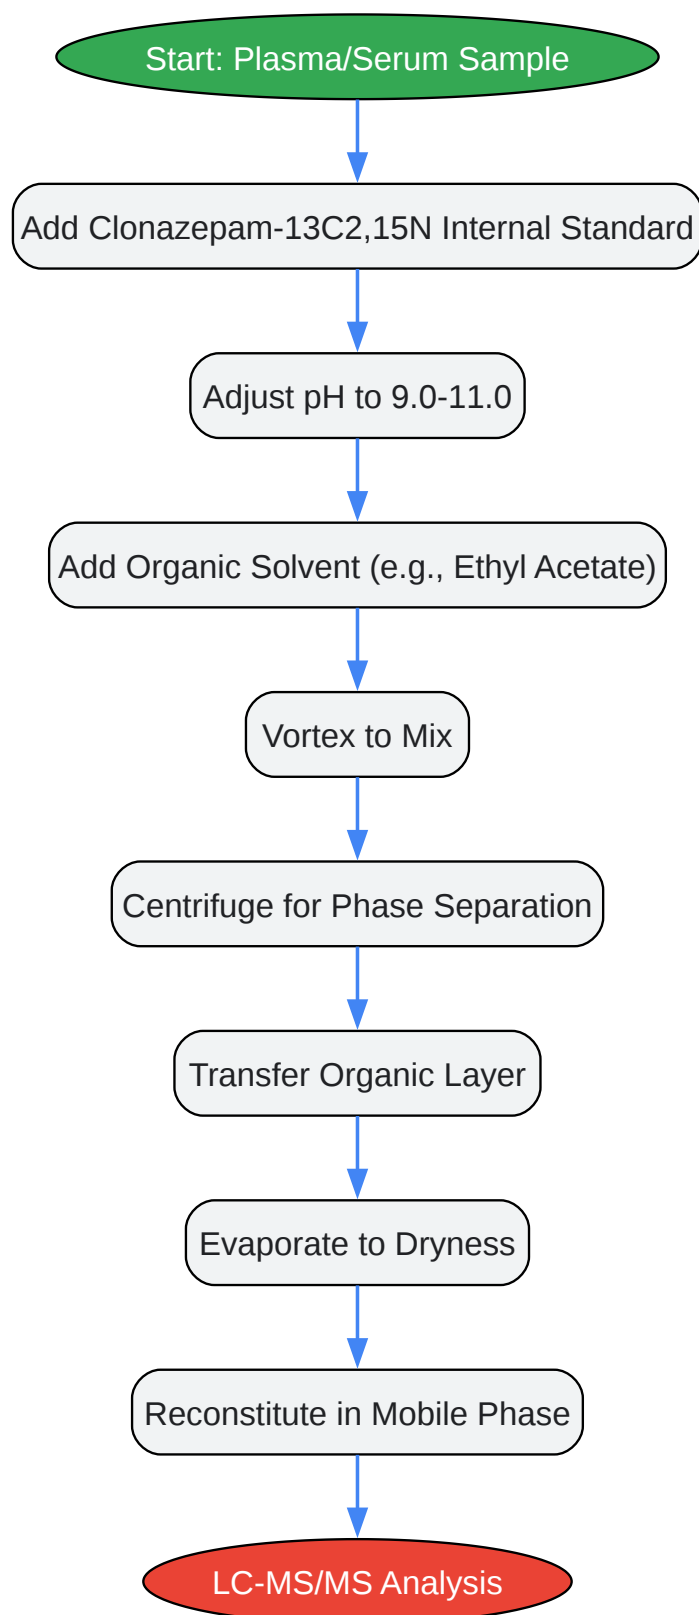 Start: Plasma/Serum Sample
Add Clonazepam-13C2,15N Internal Standard
Adjust pH to 9.0-11.0
Add Organic Solvent (e.g., Ethyl Acetate)
Vortex to Mix
Centrifuge for Phase Separation
Transfer Organic Layer
Evaporate to Dryness
Reconstitute in Mobile Phase
LC-MS/MS Analysis